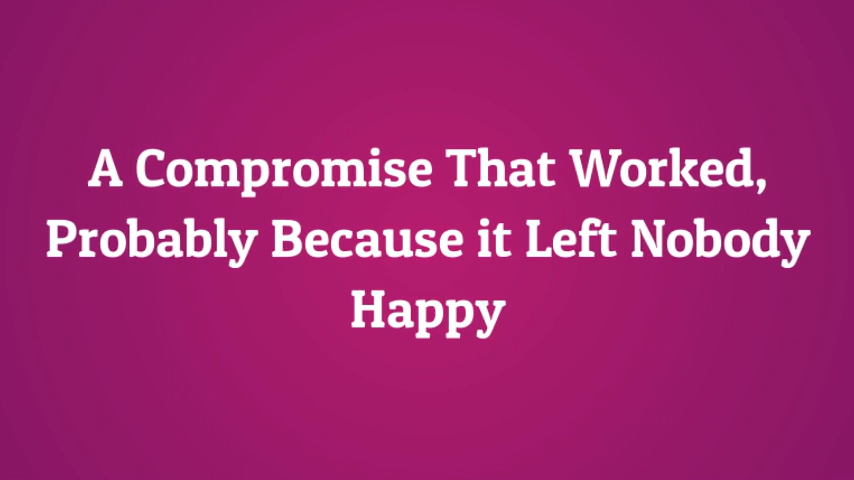 A Compromise That Worked,
Probably Because it Left Nobody
Happy